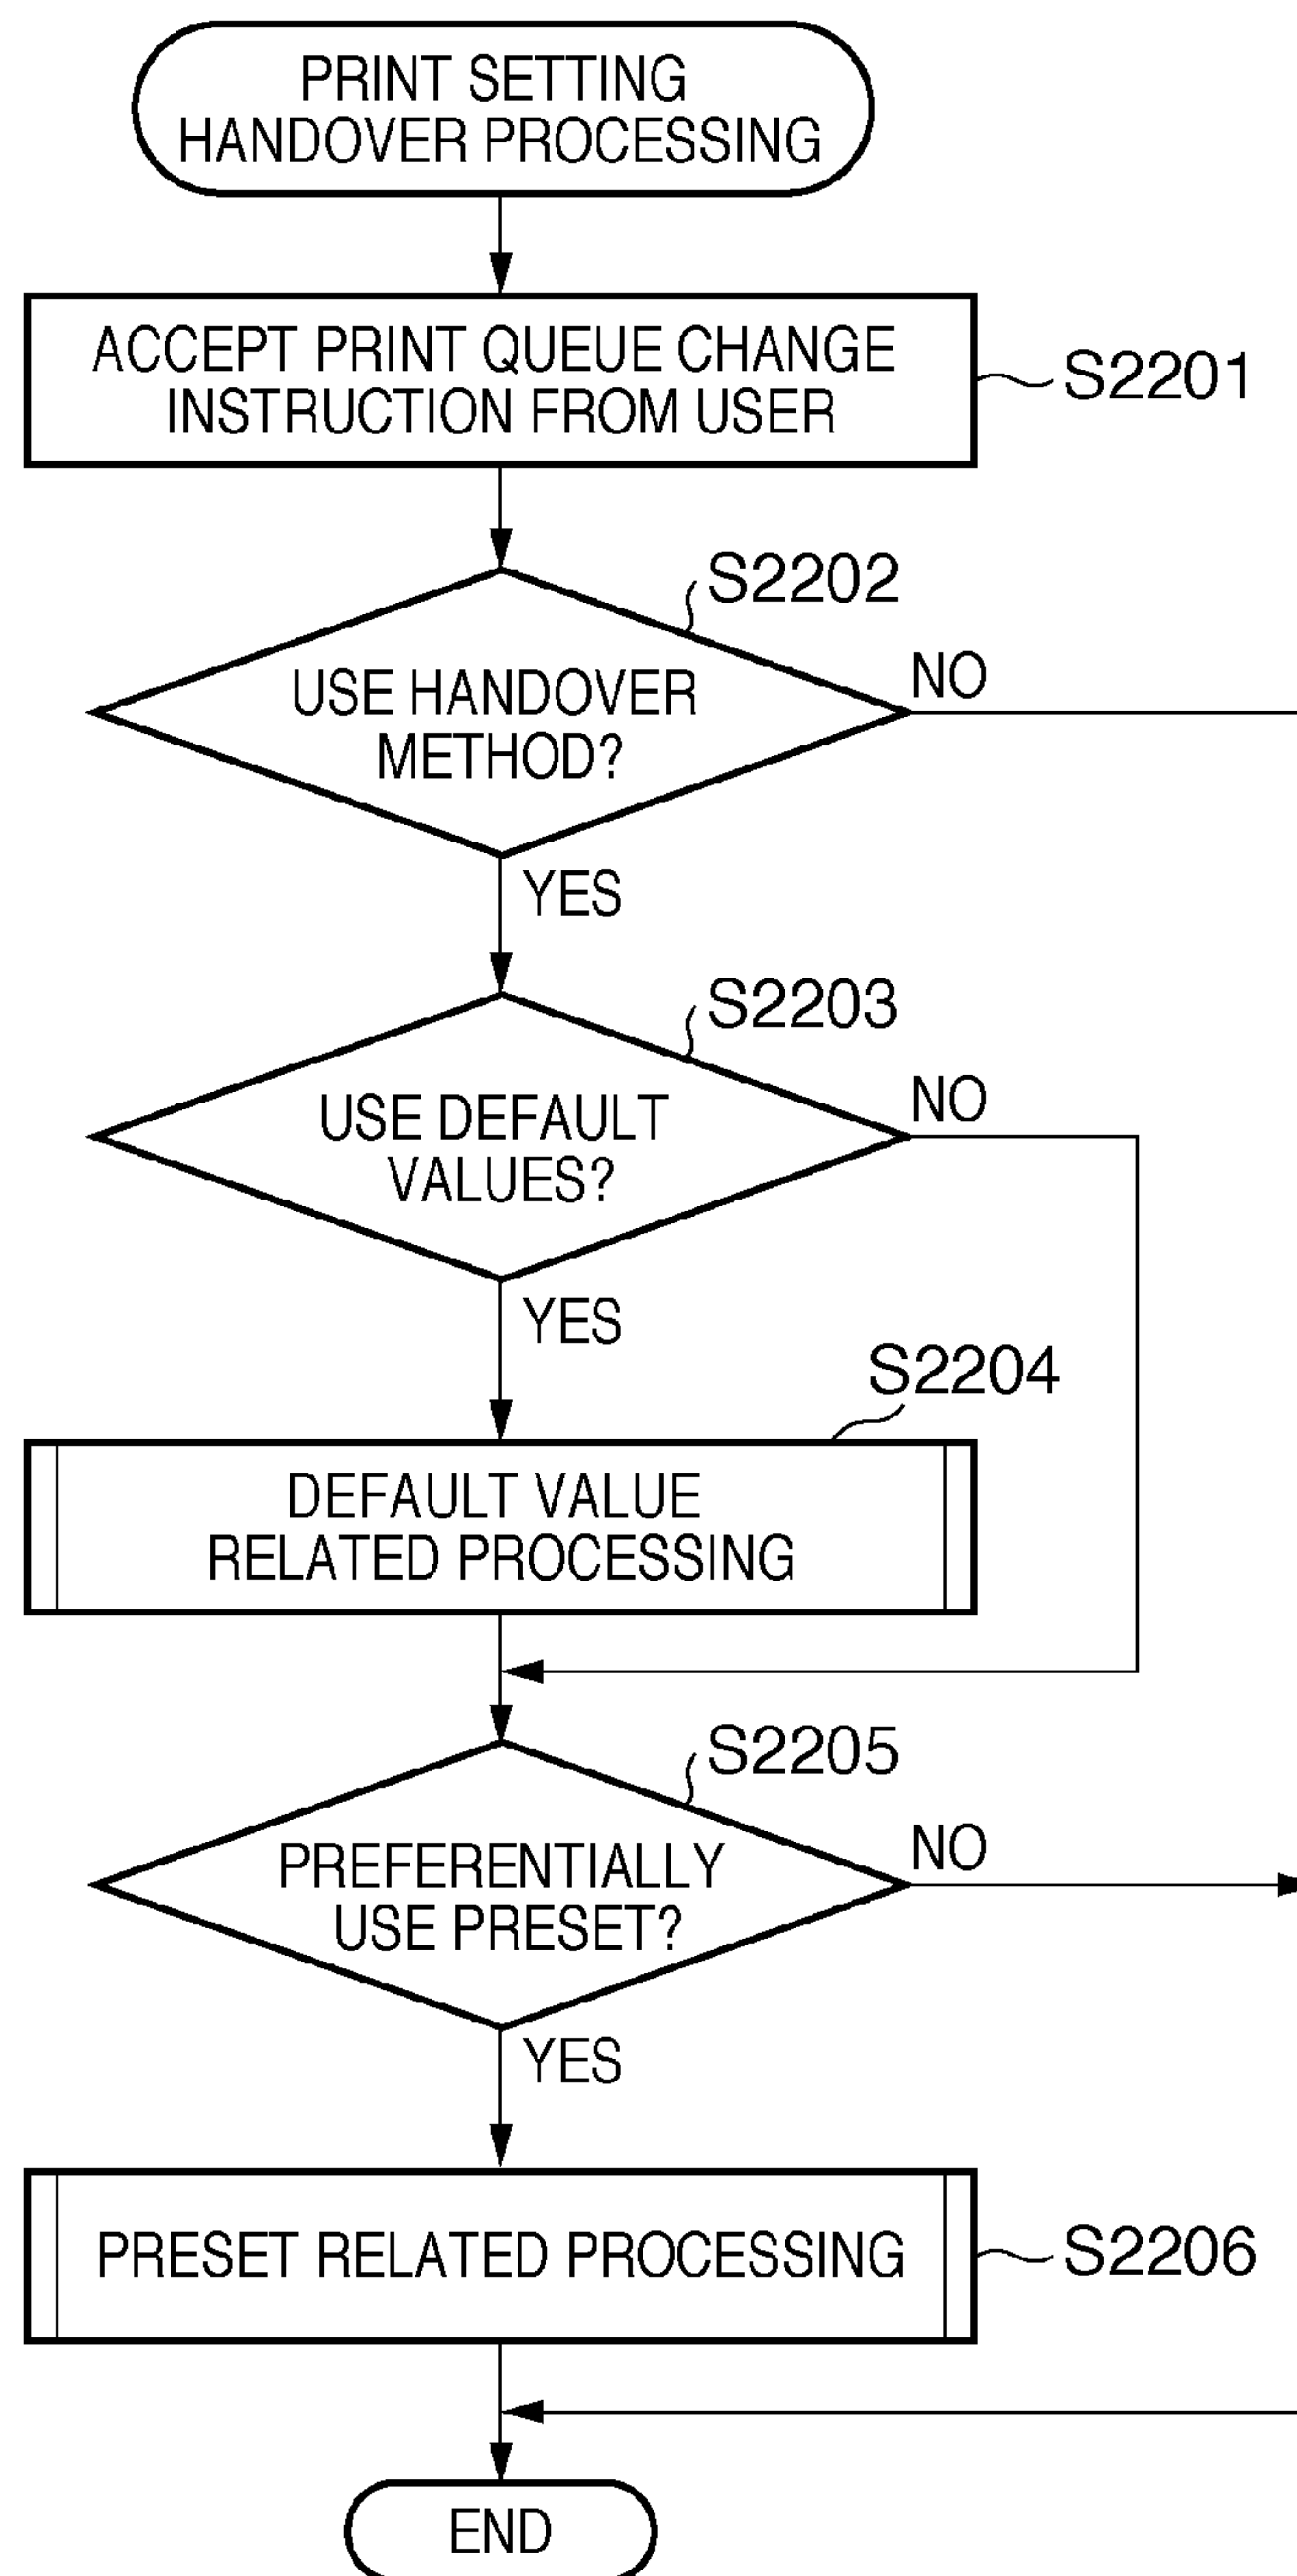 PRINT SETTING
HANDOVER PROCESSING
ACCEPT PRINT QUEUE CHANGE
INSTRUCTION FROM USER
S2201
S2202
USE HANDOVER
METHOD?
NO
YES
S2203
USE DEFAULT
VALUES?
NO
YES
S2204
DEFAULT VALUE
RELATED PROCESSING
S2205
PREFERENTIALLY
USE PRESET?
NO
YES
PRESET RELATED PROCESSING
S2206
END